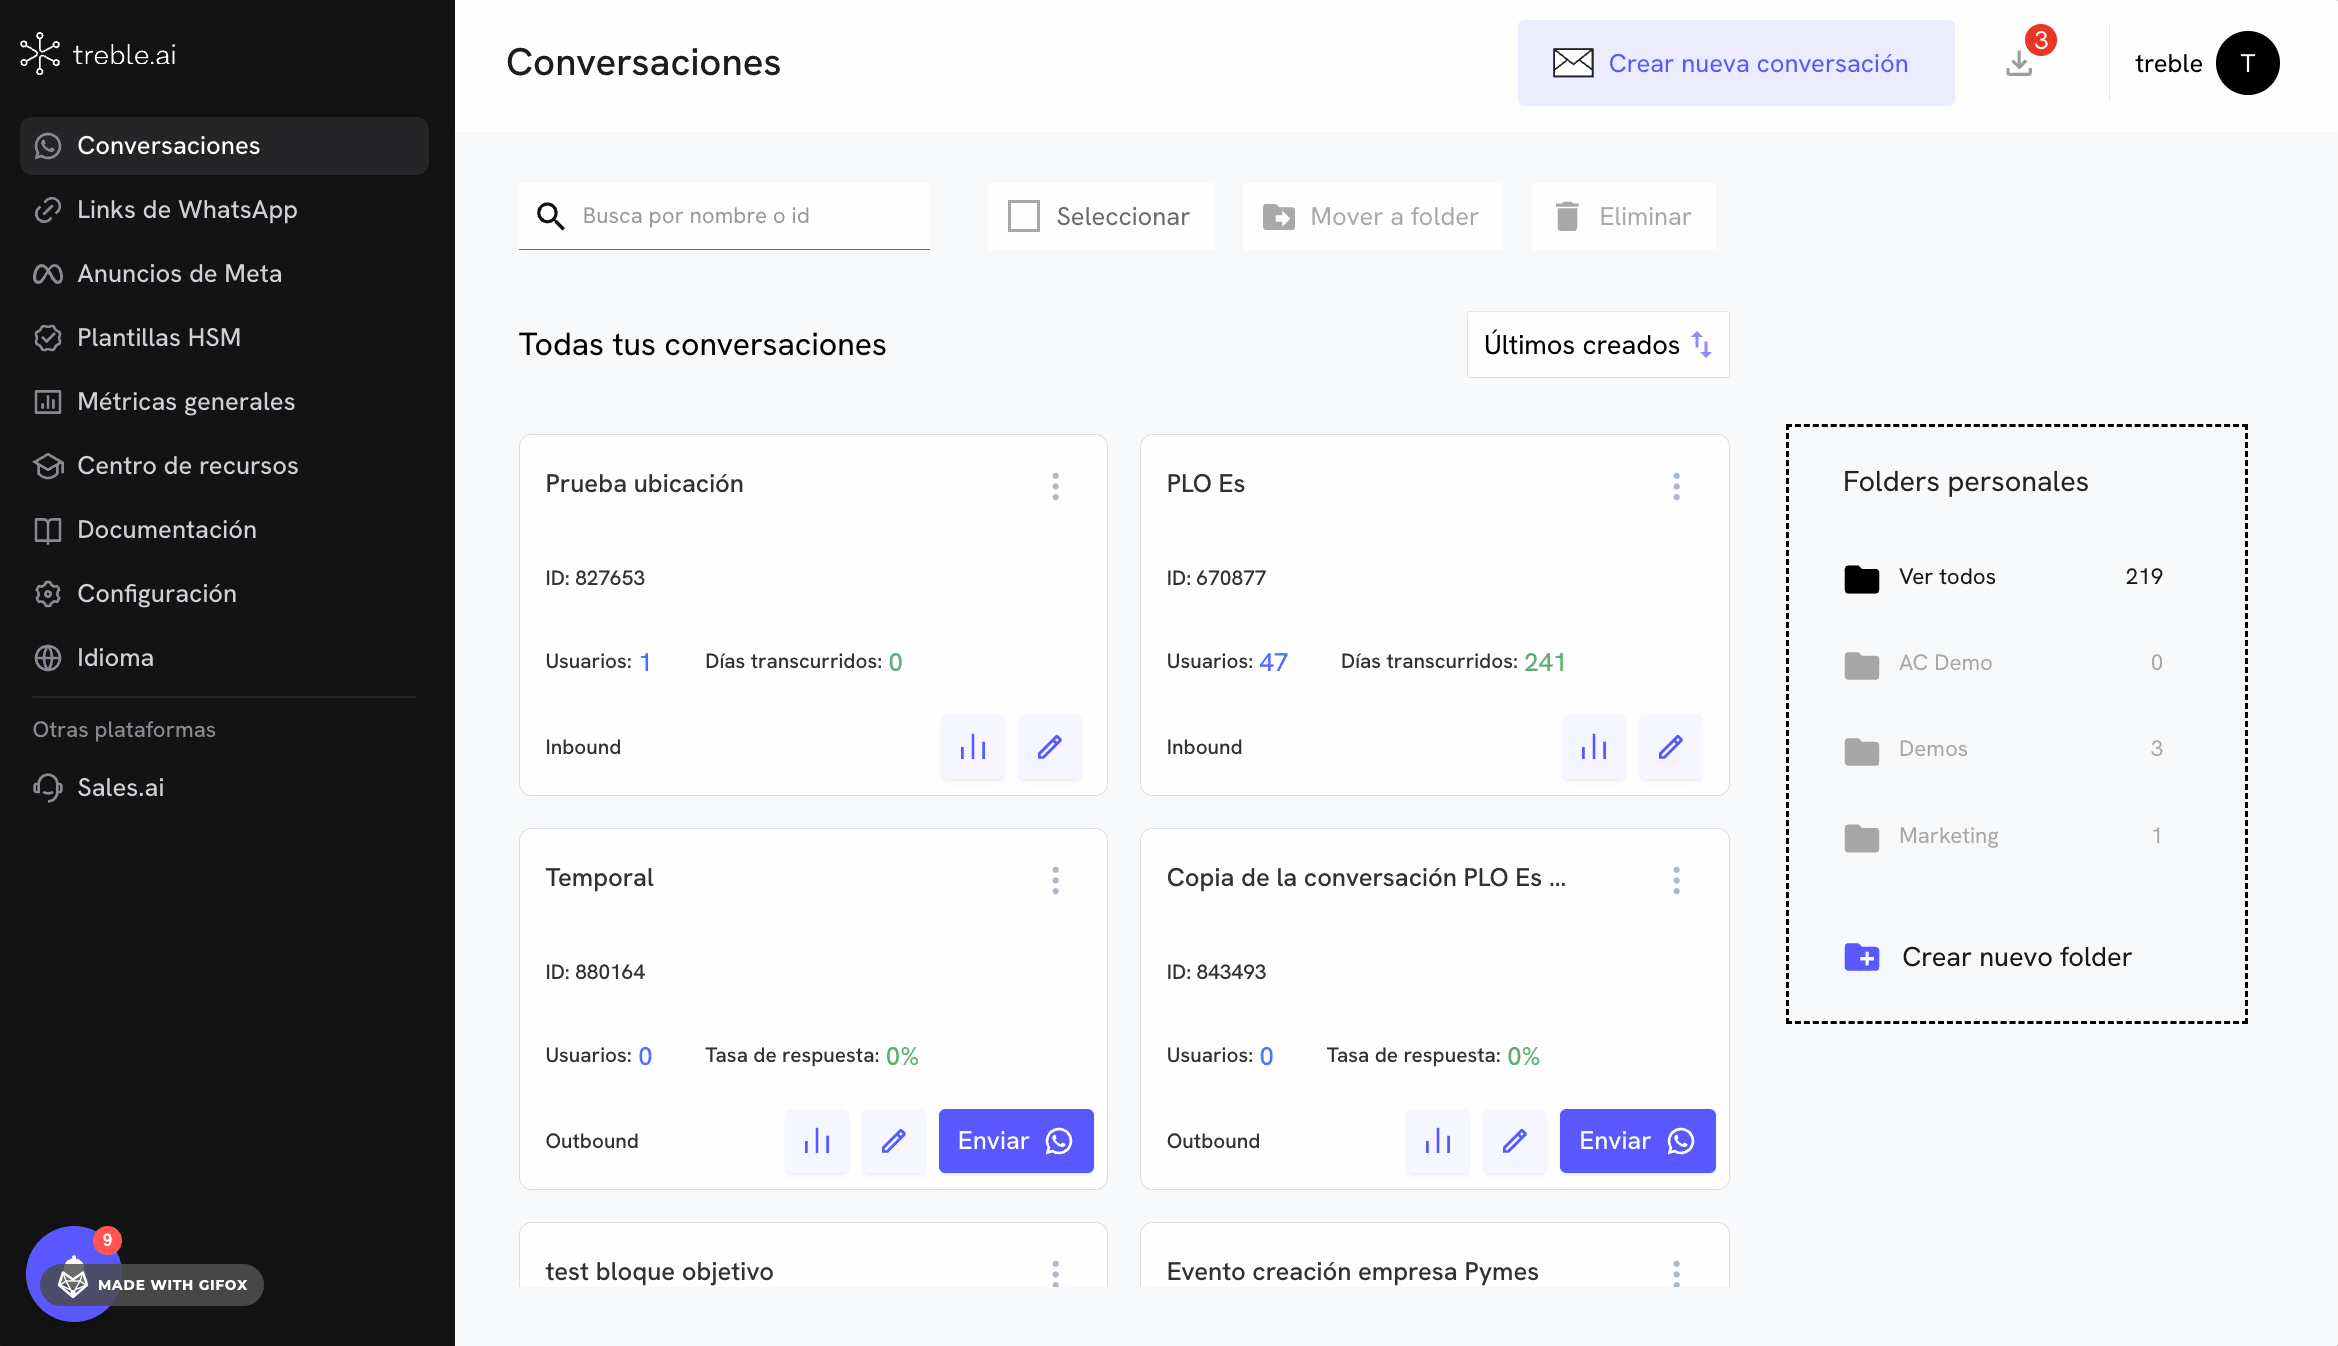 treble.ai
Conversaciones
Links de WhatsApp
Anuncios de Meta
Plantillas HSM
Métricas generales
Centro de recursos
Documentación
Configuración
Idioma
Otras plataformas
Sales.ai
9
MADE WITH GIFOX
Conversaciones
Crear nueva conversación
3
treble
T
Busca por nombre o id
Seleccionar
Mover a folder
Eliminar
Todas tus conversaciones
Últimos creados
Prueba ubicación
ID: 827653
Usuarios: 1 Días transcurridos: 0
Inbound
PLO Es
ID: 670877
Usuarios: 47 Días transcurridos: 241
Inbound
Temporal
ID: 880164
Usuarios: 0 Tasa de respuesta: 0%
Outbound
Enviar
Copia de la conversación PLO Es ...
ID: 843493
Usuarios: 0 Tasa de respuesta: 0%
Outbound
Enviar
test bloque objetivo
Evento creación empresa Pymes
Folders personales
Ver todos 219
AC Demo 0
Demos 3
Marketing 1
Crear nuevo folder